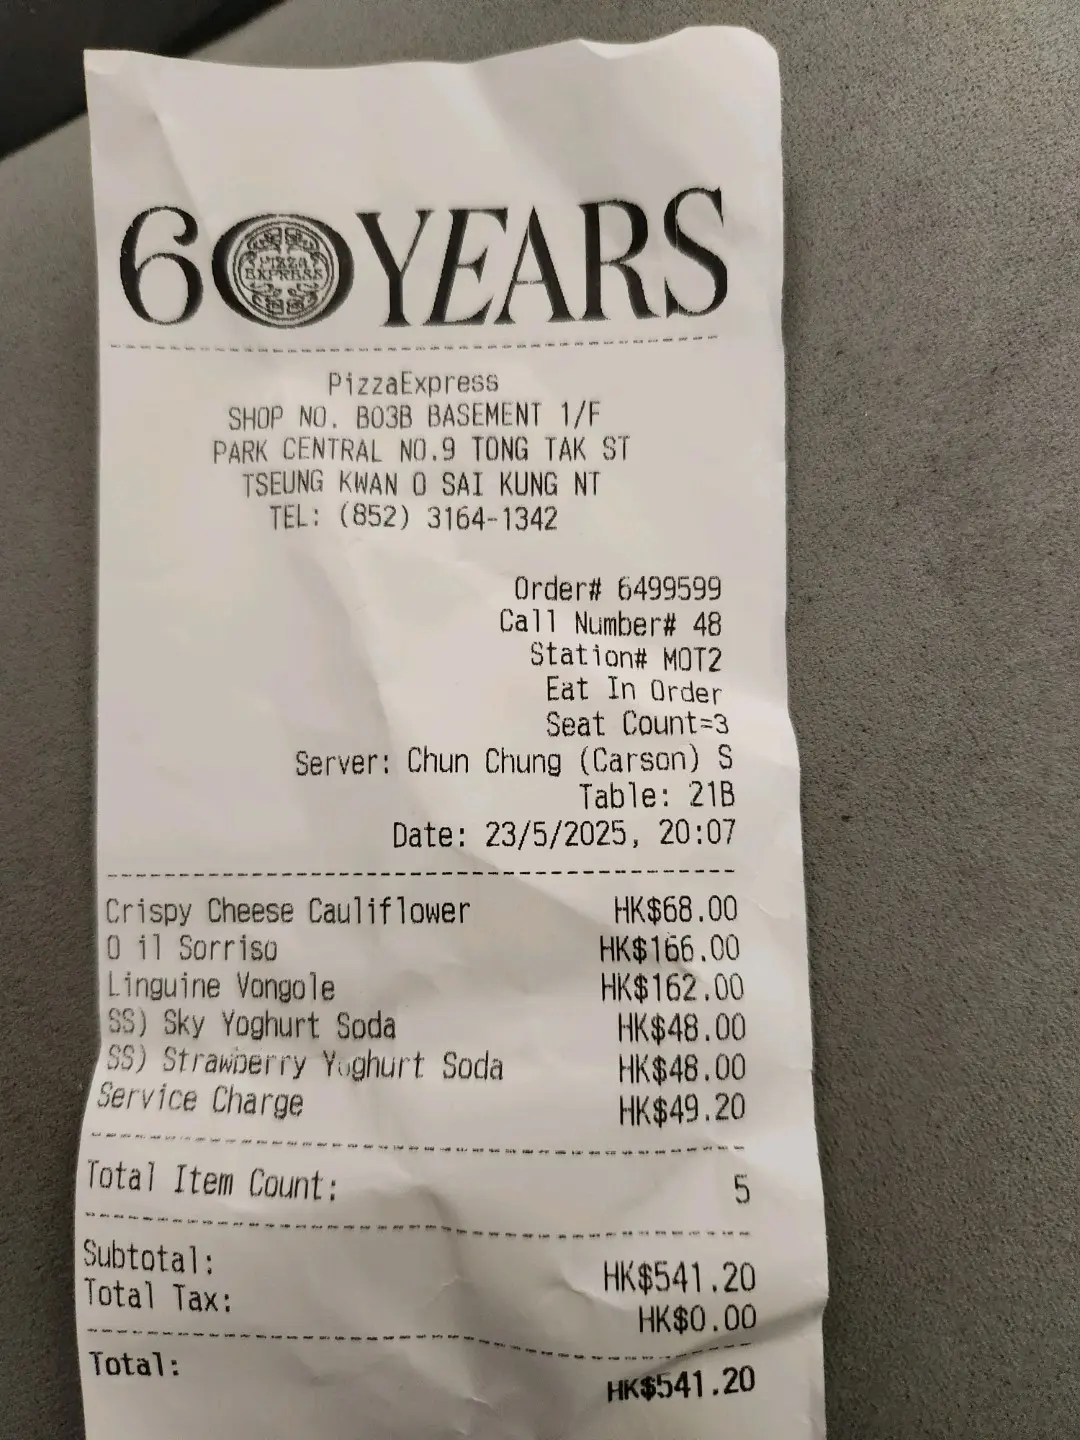 60 YEARS
PIZZA
EXPRESS
PizzaExpress
SHOP NO. B03B BASEMENT 1/F
PARK CENTRAL NO.9 TONG TAK ST
TSEUNG KWAN O SAI KUNG NT
TEL: (852) 3164-1342
Order# 6499599
Call Number# 48
Station# MOT2
Eat In Order
Seat Count=3
Server: Chun Chung (Carson) S
Table: 21B
Date: 23/5/2025, 20:07
Crispy Cheese Cauliflower HK$68.00
O il Sorriso HK$166.00
Linguine Vongole HK$162.00
SS) Sky Yoghurt Soda HK$48.00
SS) Strawberry Yoghurt Soda HK$48.00
Service Charge HK$49.20
Total Item Count: 5
Subtotal: HK$541.20
Total Tax: HK$0.00
Total: HK$541.20